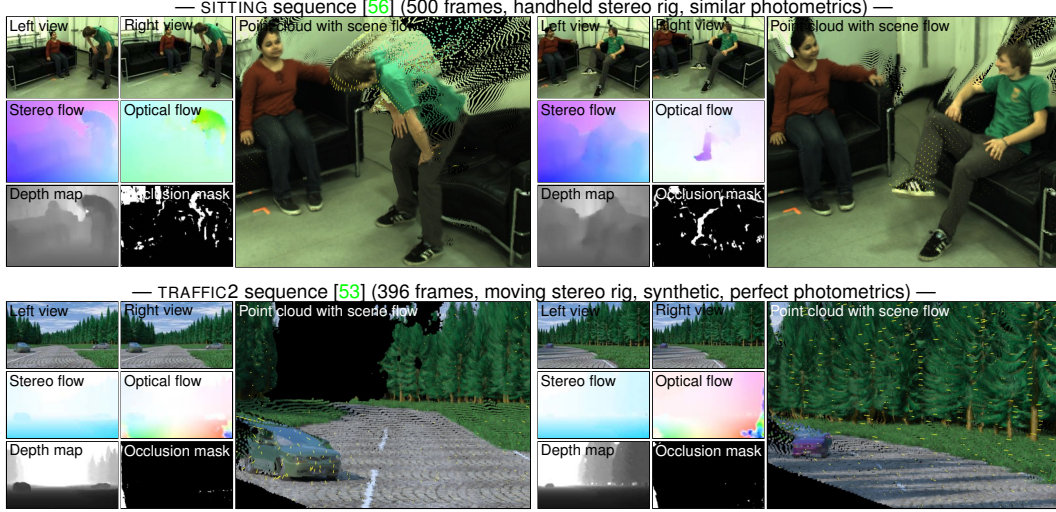 — SITTING sequence [56] (500 frames, handheld stereo rig, similar photometrics) —
Left view Right view Point cloud with scene flow Left view Right view Point cloud with scene flow
Stereo flow Optical flow Stereo flow Optical flow
Depth map Occlusion mask Depth map Occlusion mask
— TRAFFIC2 sequence [53] (396 frames, moving stereo rig, synthetic, perfect photometrics) —
Left view Right view Point cloud with scene flow Left view Right view Point cloud with scene flow
Stereo flow Optical flow Stereo flow Optical flow
Depth map Occlusion mask Depth map Occlusion mask